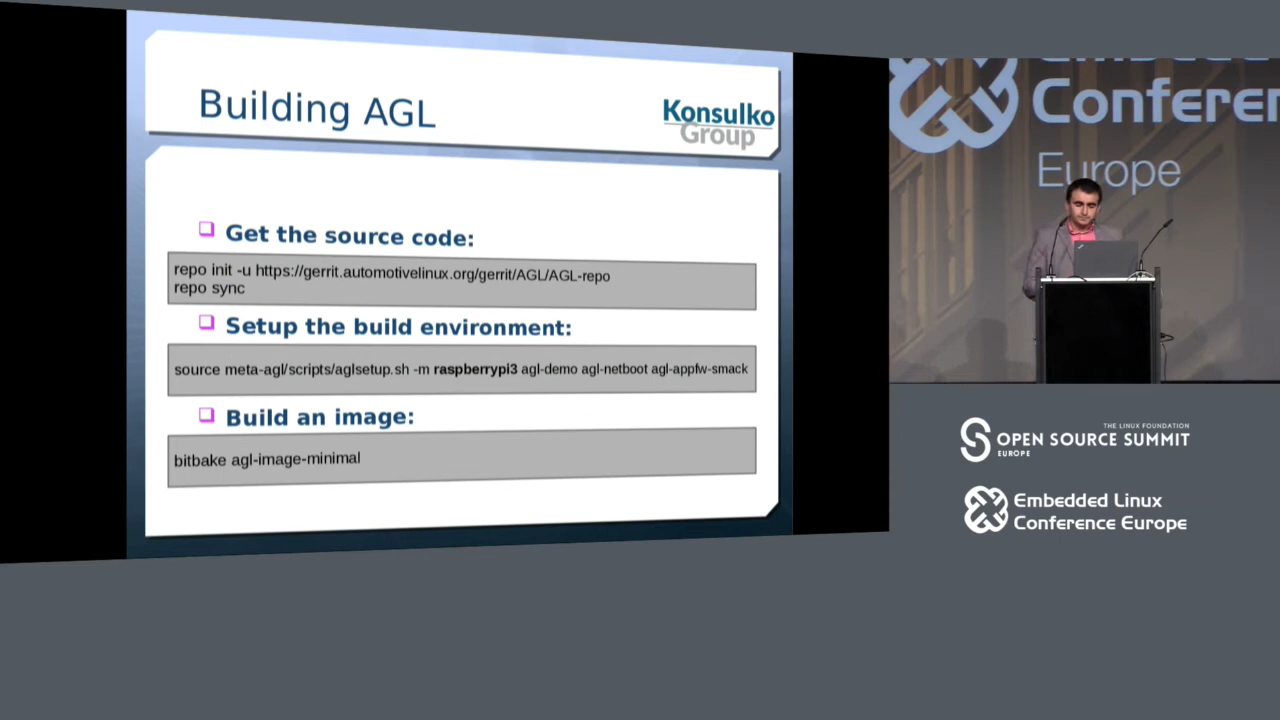 Building AGL
Konsulko
Group
Get the source code:
repo init -u https://gerrit.automotivelinux.org/gerrit/AGL/AGL-repo
repo sync
Setup the build environment:
source meta-agl/scripts/aglsetup.sh -m raspberrypi3 agl-demo agl-netboot agl-appfw-smack
Build an image:
bitbake agl-image-minimal
Conferen
Europe
THE LINUX FOUNDATION
OPEN SOURCE SUMMIT
EUROPE
Embedded Linux
Conference Europe